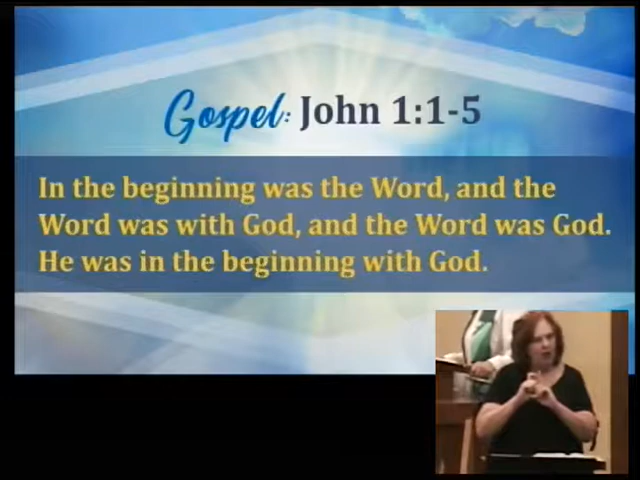 Gospel: John 1:1-5
In the beginning was the Word, and the
Word was with God, and the Word was God.
He was in the beginning with God.